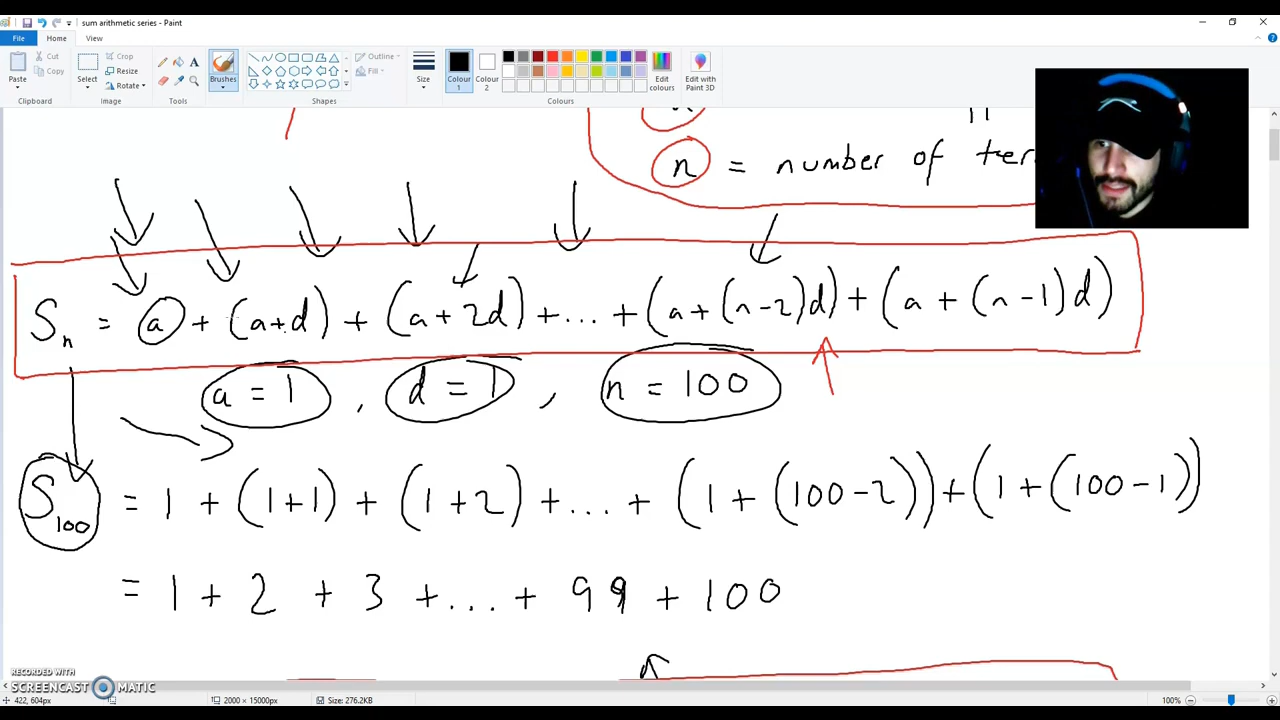 sum arithmetic series - Paint
File Home View
Paste Cut Copy Clipboard
Select Crop Resize Rotate Image
A Tools
Brushes
Outline Fill Shapes
Size
Colour 1 Colour 2 Edit colours Colours
Edit with Paint 3D
n = number of ter
Sn = a + (a+d) + (a+2d) +...+ (a+(n-2)d) + (a+(n-1)d)
a = 1 , d = 1 , n = 100
S100 = 1 + (1+1) + (1+2) +...+ (1+(100-2)) + (1+(100-1))
= 1 + 2 + 3 +...+ 99 + 100
RECORDED WITH
SCREENCAST MATIC
422, 604px 2000 × 15000px Size: 276.2KB 100%